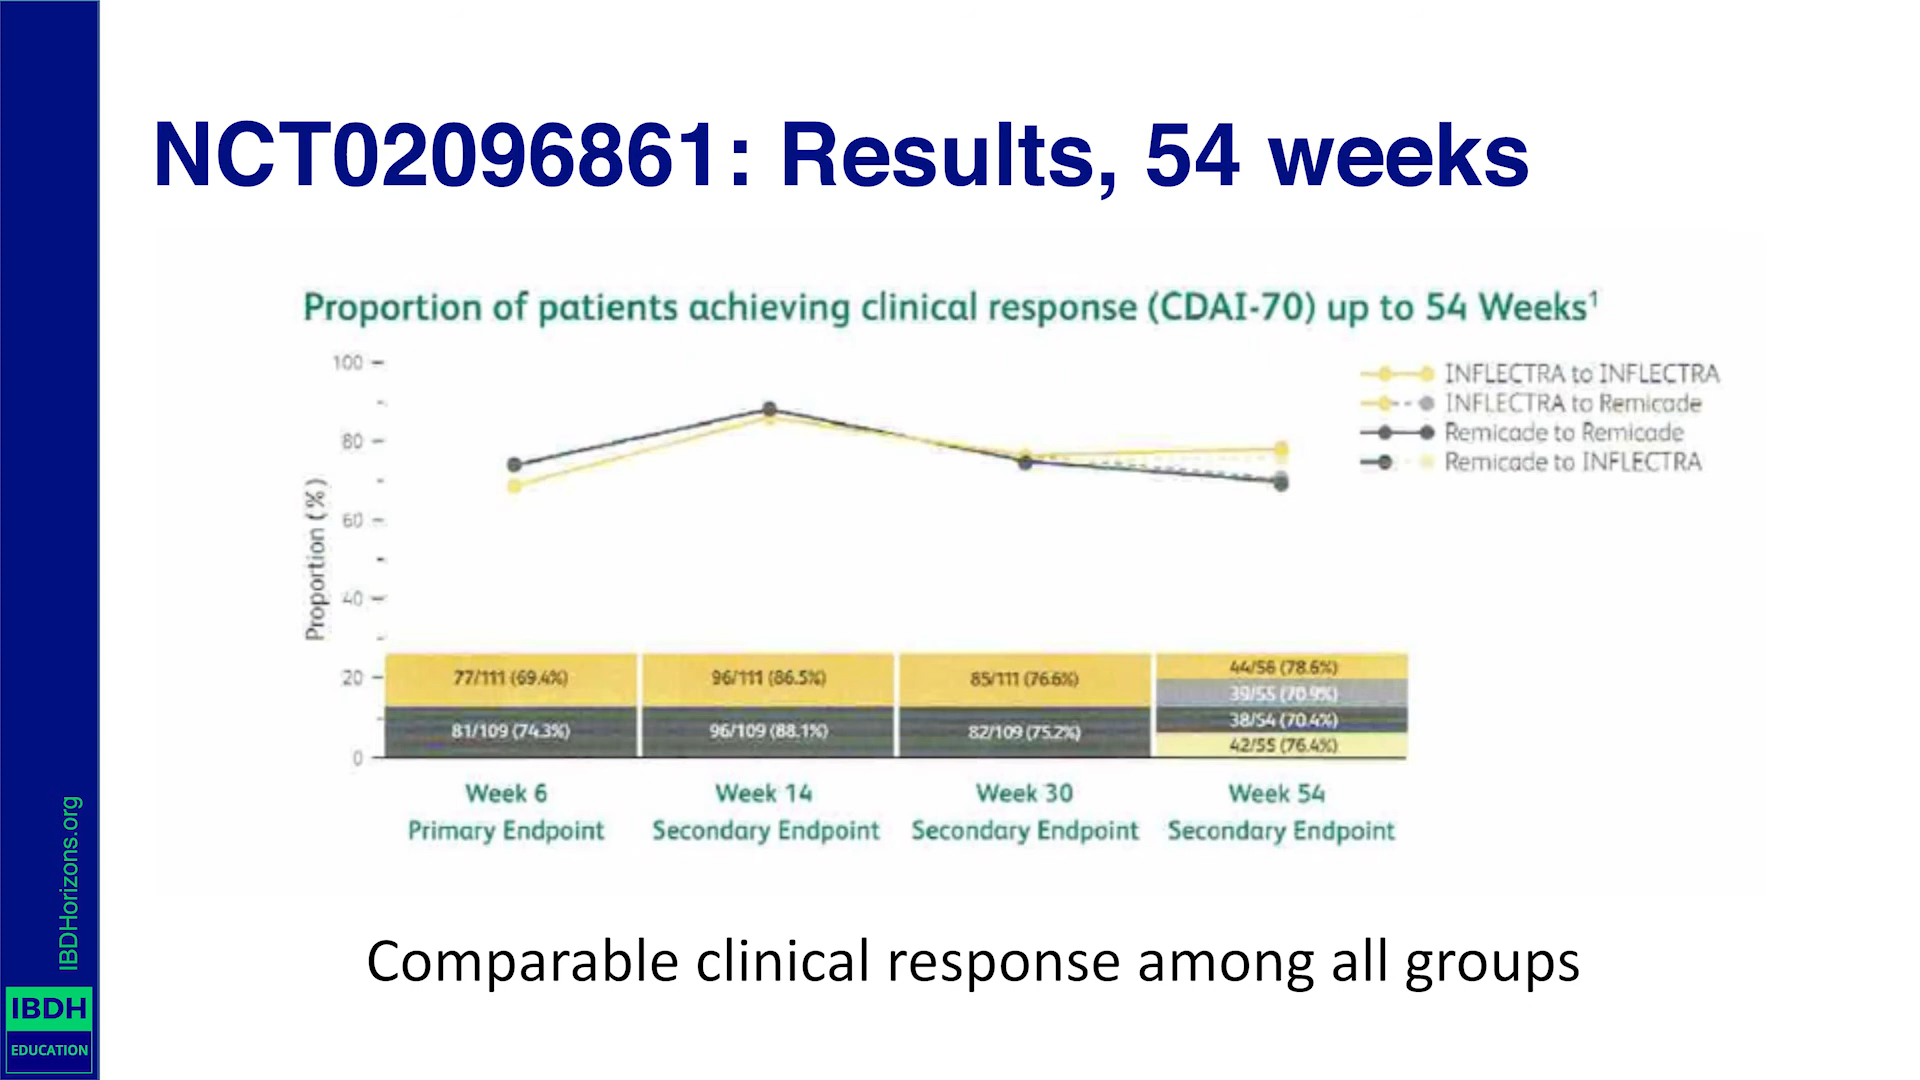 NCT02096861: Results, 54 weeks
Proportion of patients achieving clinical response (CDAI-70) up to 54 Weeks¹
INFLECTRA to INFLECTRA
INFLECTRA to Remicade
Remicade to Remicade
Remicade to INFLECTRA
Proportion (%)
100
80
60
40
20
0
77/111 (69.4%)
96/111 (86.5%)
85/111 (76.6%)
44/56 (78.6%)
39/55 (70.9%)
38/54 (70.4%)
42/55 (76.4%)
81/109 (74.3%)
96/109 (88.1%)
82/109 (75.2%)
Week 6
Primary Endpoint
Week 14
Secondary Endpoint
Week 30
Secondary Endpoint
Week 54
Secondary Endpoint
Comparable clinical response among all groups
IBDHorizons.org
IBDH
EDUCATION